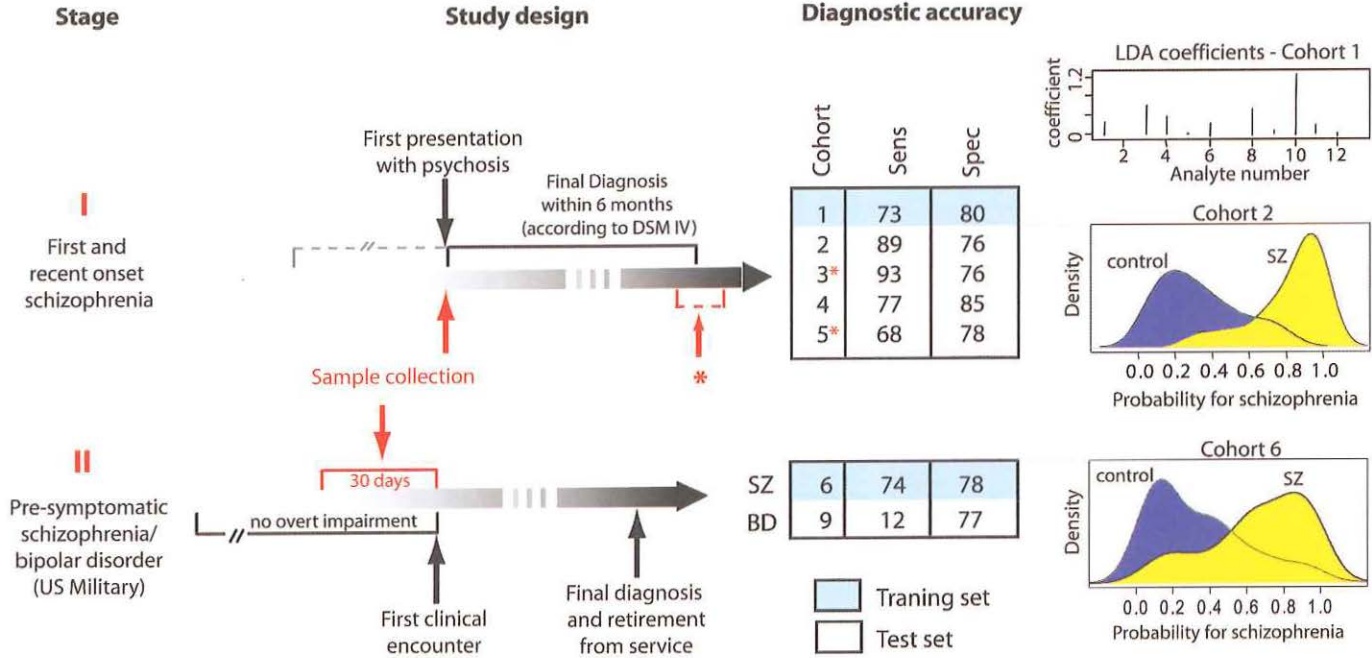 Stage
Study design
Diagnostic accuracy
I
First and
recent onset
schizophrenia
First presentation
with psychosis
Final Diagnosis
within 6 months
(according to DSM IV)
Sample collection
*
Cohort Sens Spec
1 73 80
2 89 76
3* 93 76
4 77 85
5* 68 78
LDA coefficients - Cohort 1
coefficient
1.2
0
2 4 6 8 10 12
Analyte number
Cohort 2
control
SZ
Density
0.0 0.2 0.4 0.6 0.8 1.0
Probability for schizophrenia
II
Pre-symptomatic
schizophrenia/
bipolar disorder
(US Military)
30 days
no overt impairment
First clinical
encounter
Final diagnosis
and retirement
from service
SZ 6 74 78
BD 9 12 77
Traning set
Test set
Cohort 6
control
SZ
Density
0.0 0.2 0.4 0.6 0.8 1.0
Probability for schizophrenia